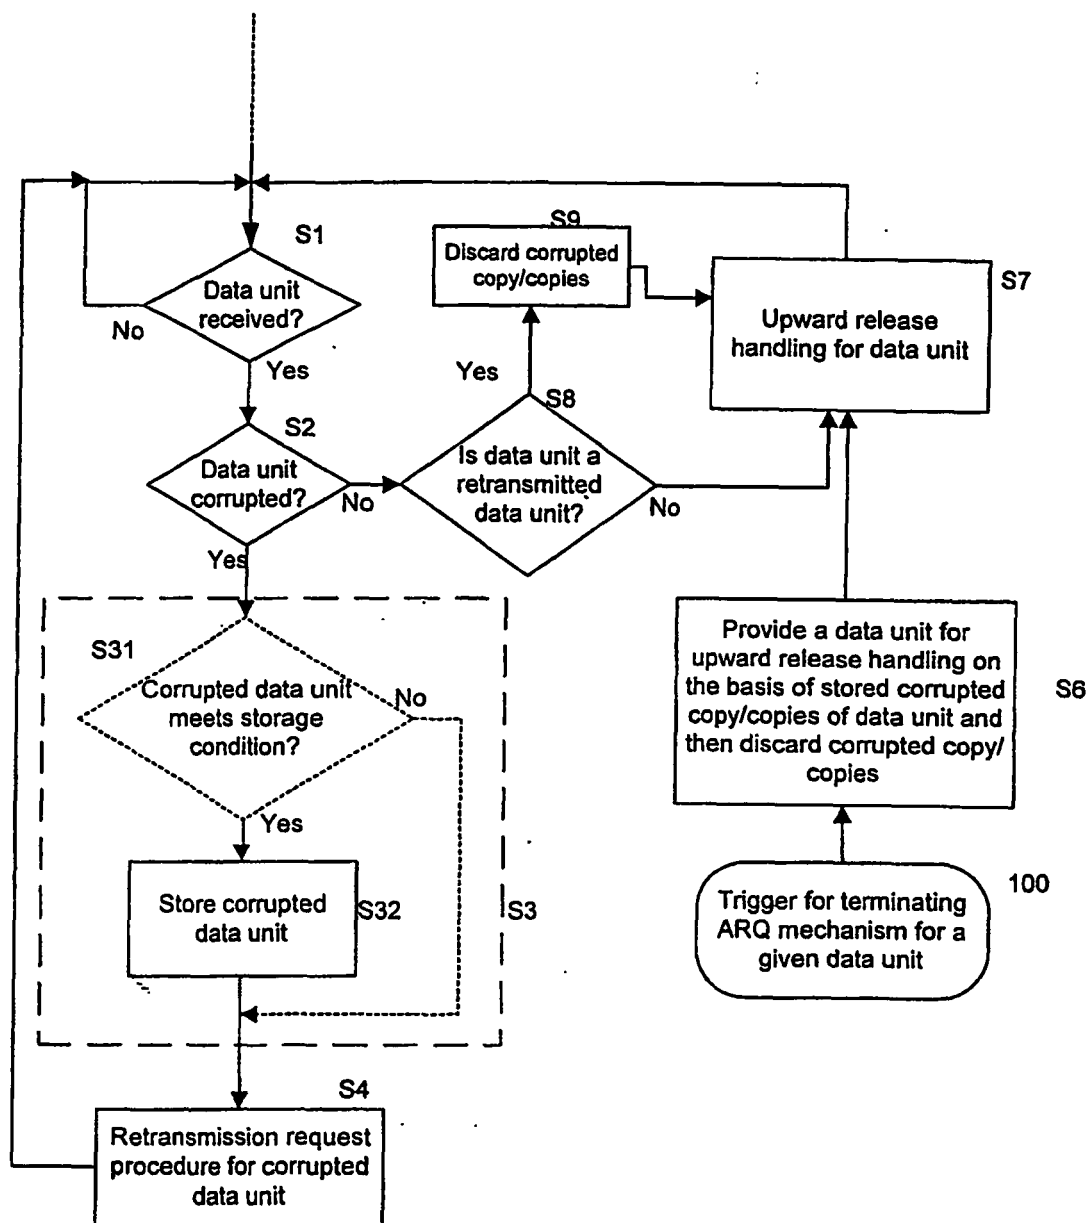 S1
Data unit
received?
No
Yes
S2
Data unit
corrupted?
No
Yes
S9
Discard corrupted
copy/copies
Yes
S8
Is data unit a
retransmitted
data unit?
No
S7
Upward release
handling for data unit
S31
Corrupted data unit
meets storage
condition?
No
Yes
Store corrupted
data unit
S32
S3
S4
Retransmission request
procedure for corrupted
data unit
Provide a data unit for
upward release handling on
the basis of stored corrupted
copy/copies of data unit and
then discard corrupted copy/
copies
S6
100
Trigger for terminating
ARQ mechanism for a
given data unit